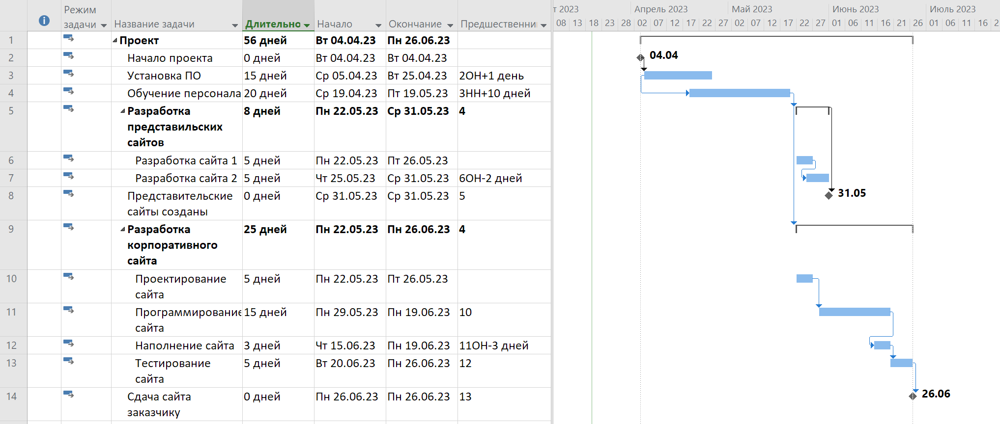 Режим задачи Название задачи Длительно Начало Окончание Предшественни
т 2023 Апрель 2023 Май 2023 Июнь 2023 Июль 2023
08 13 18 23 28 02 07 12 17 22 27 02 07 12 17 22 27 01 06 11 16 21 26 01 06 11 16 2
1 Проект 56 дней Вт 04.04.23 Пн 26.06.23
2 Начало проекта 0 дней Вт 04.04.23 Вт 04.04.23
04.04
3 Установка ПО 15 дней Ср 05.04.23 Вт 25.04.23 2ОН+1 день
4 Обучение персонала 20 дней Ср 19.04.23 Пт 19.05.23 3НН+10 дней
5 Разработка 8 дней Пн 22.05.23 Ср 31.05.23 4
представильских
сайтов
6 Разработка сайта 1 5 дней Пн 22.05.23 Пт 26.05.23
7 Разработка сайта 2 5 дней Чт 25.05.23 Ср 31.05.23 6ОН-2 дней
8 Представительские 0 дней Ср 31.05.23 Ср 31.05.23 5
сайты созданы
31.05
9 Разработка 25 дней Пн 22.05.23 Пн 26.06.23 4
корпоративного
сайта
10 Проектирование 5 дней Пн 22.05.23 Пт 26.05.23
сайта
11 Программирование 15 дней Пн 29.05.23 Пн 19.06.23 10
сайта
12 Наполнение сайта 3 дней Чт 15.06.23 Пн 19.06.23 11ОН-3 дней
13 Тестирование 5 дней Вт 20.06.23 Пн 26.06.23 12
сайта
14 Сдача сайта 0 дней Пн 26.06.23 Пн 26.06.23 13
заказчику
26.06